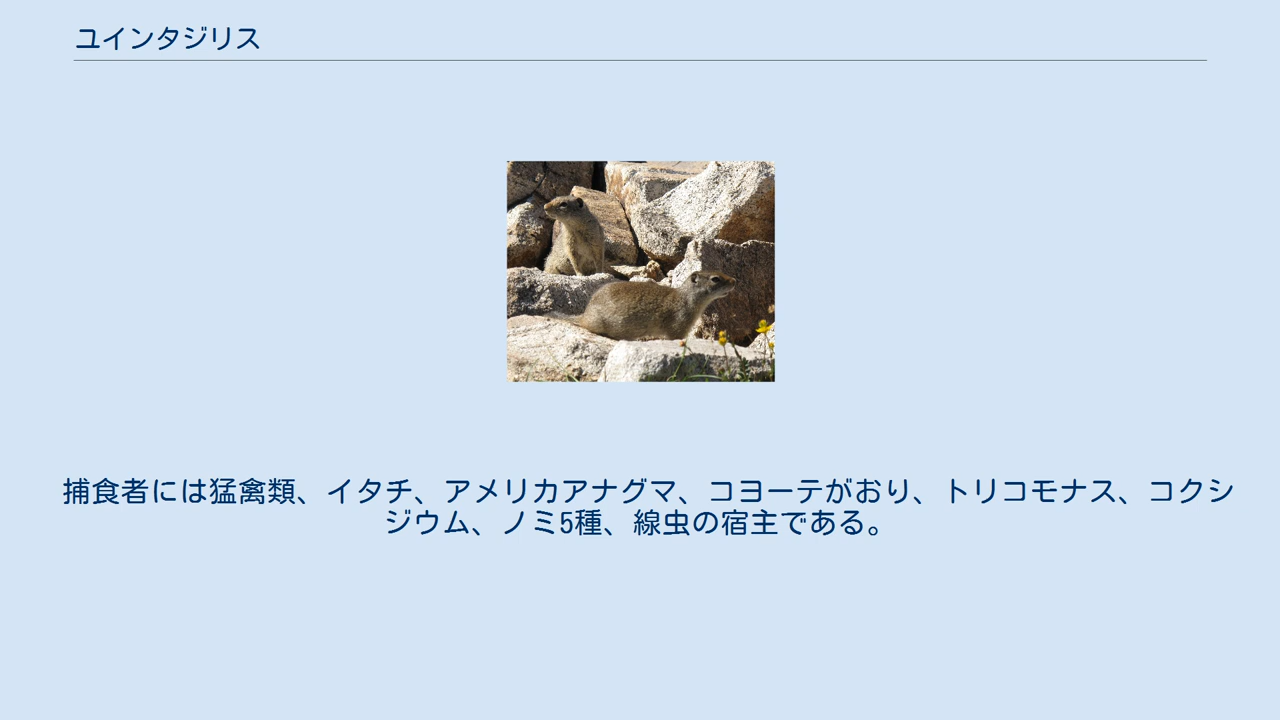 ユインタジリス
捕食者には猛禽類、イタチ、アメリカアナグマ、コヨーテがおり、トリコモナス、コクシ
ジウム、ノミ5種、線虫の宿主である。